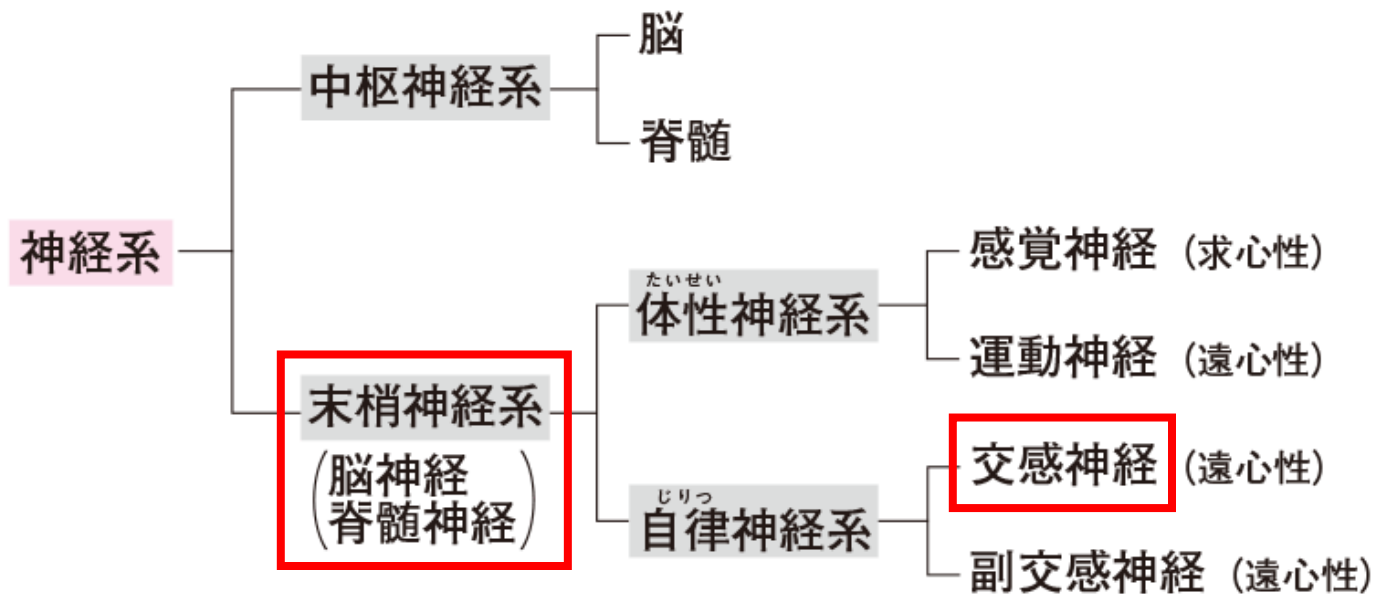 神経系
中枢神経系
脳
脊髄
末梢神経系
(脳神経
脊髄神経)
たいせい
体性神経系
感覚神経（求心性）
運動神経（遠心性）
じりつ
自律神経系
交感神経（遠心性）
副交感神経（遠心性）